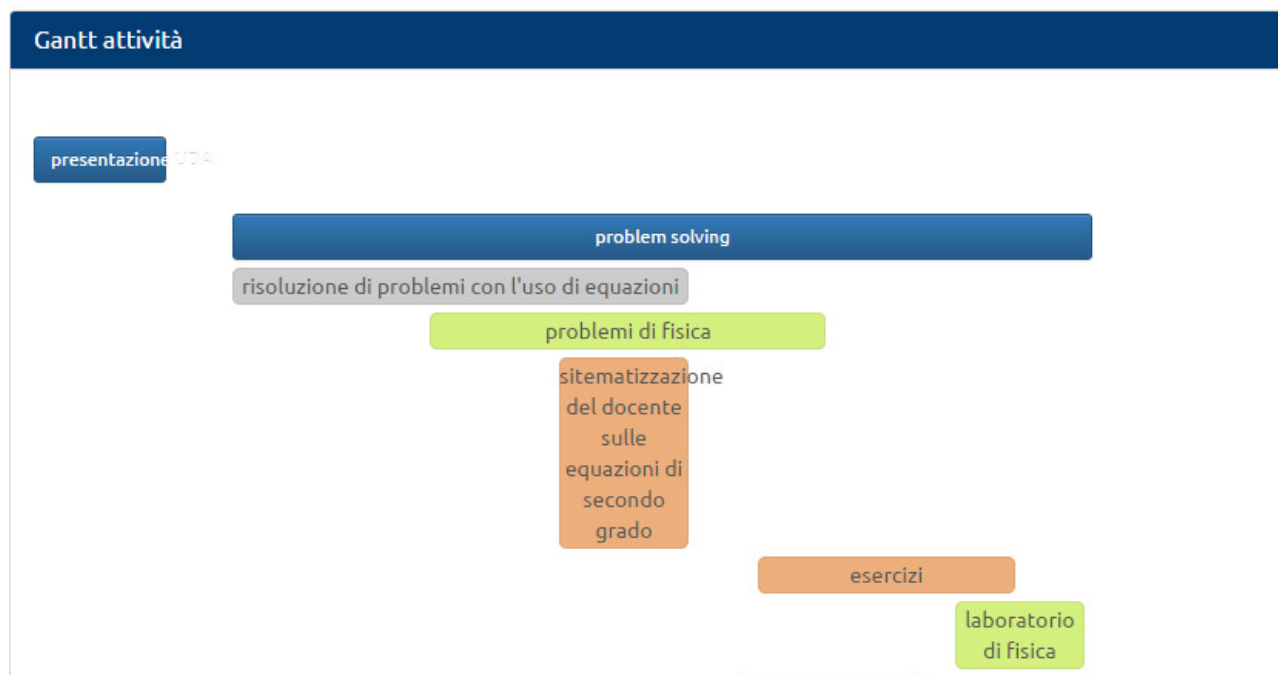 Gantt attività
presentazione UDA
problem solving
risoluzione di problemi con l'uso di equazioni
problemi di fisica
sitematizzazione
del docente
sulle
equazioni di
secondo
grado
esercizi
laboratorio
di fisica